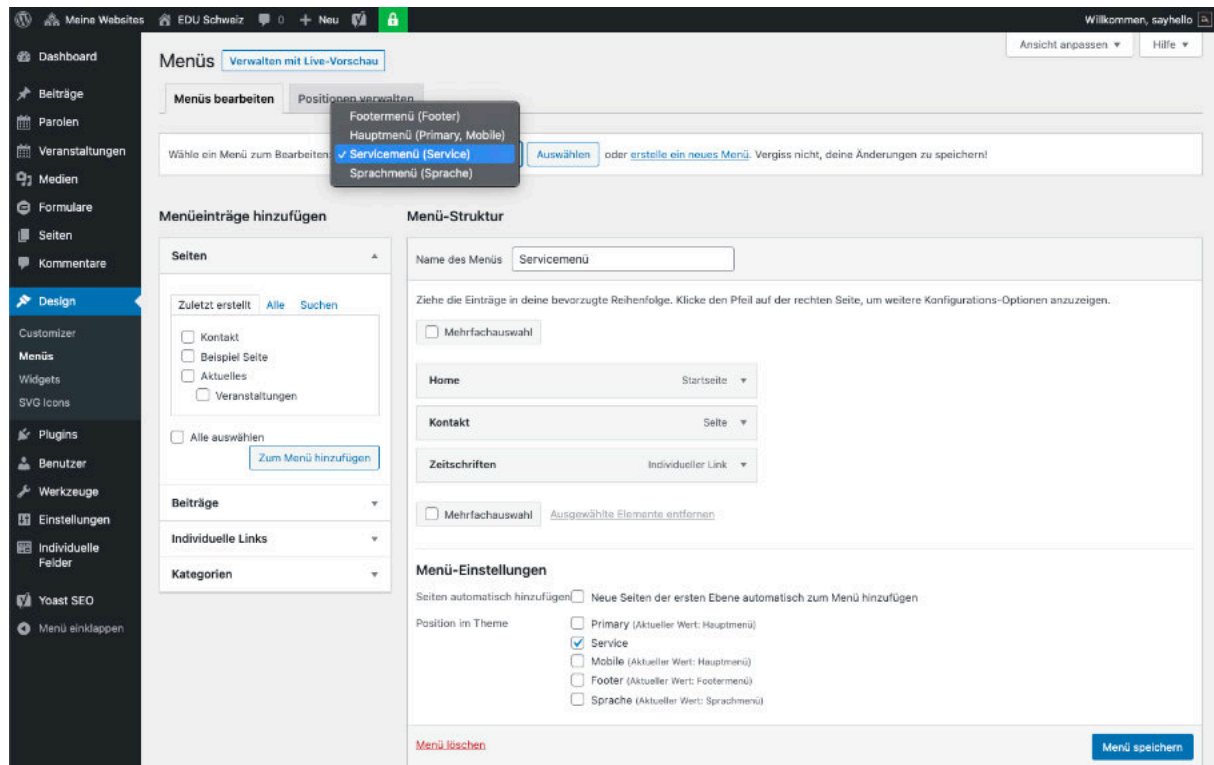 Meine Websites EDU Schweiz 0 + Neu Willkommen, sayhello
Ansicht anpassen Hilfe
Dashboard
Beiträge
Parolen
Veranstaltungen
Medien
Formulare
Seiten
Kommentare
Design
Customizer
Menüs
Widgets
SVG Icons
Plugins
Benutzer
Werkzeuge
Einstellungen
Individuelle
Felder
Yoast SEO
Menü einklappen
Menüs Verwalten mit Live-Vorschau
Menüs bearbeiten Positionen verwalten
Footermenü (Footer)
Hauptmenü (Primary, Mobile)
✓ Servicemenü (Service)
Sprachmenü (Sprache)
Wähle ein Menü zum Bearbeiten: Auswählen oder erstelle ein neues Menü. Vergiss nicht, deine Änderungen zu speichern!
Menüeinträge hinzufügen
Seiten
Zuletzt erstellt Alle Suchen
Kontakt
Beispiel Seite
Aktuelles
Veranstaltungen
Alle auswählen
Zum Menü hinzufügen
Beiträge
Individuelle Links
Kategorien
Menü-Struktur
Name des Menüs Servicemenü
Ziehe die Einträge in deine bevorzugte Reihenfolge. Klicke den Pfeil auf der rechten Seite, um weitere Konfigurations-Optionen anzuzeigen.
Mehrfachauswahl
Home Startseite
Kontakt Seite
Zeitschriften Individueller Link
Mehrfachauswahl Ausgewählte Elemente entfernen
Menü-Einstellungen
Seiten automatisch hinzufügen Neue Seiten der ersten Ebene automatisch zum Menü hinzufügen
Position im Theme Primary (Aktueller Wert: Hauptmenü)
Service
Mobile (Aktueller Wert: Hauptmenü)
Footer (Aktueller Wert: Footermenü)
Sprache (Aktueller Wert: Sprachmenü)
Menü löschen Menü speichern